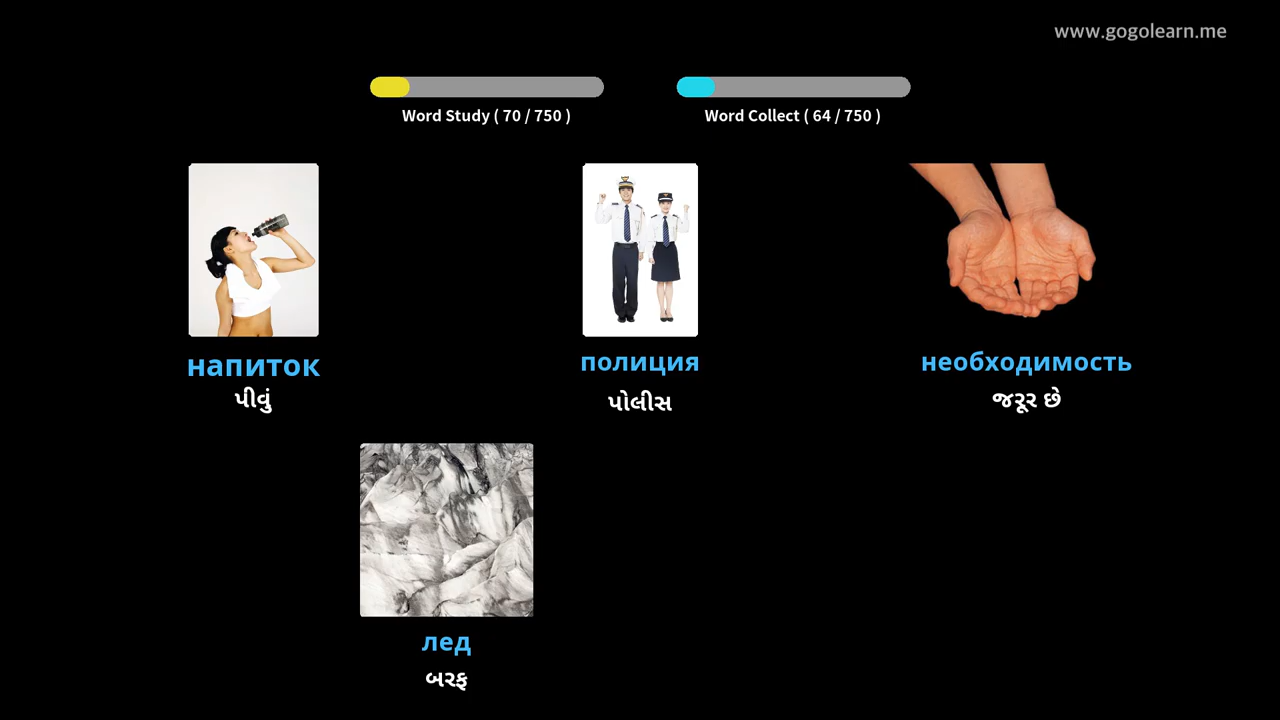 www.gogolearn.me
Word Study ( 70 / 750 )
Word Collect ( 64 / 750 )
напиток
પીવું
полиция
પોલીસ
необходимость
જરૂર છે
лед
બરફ